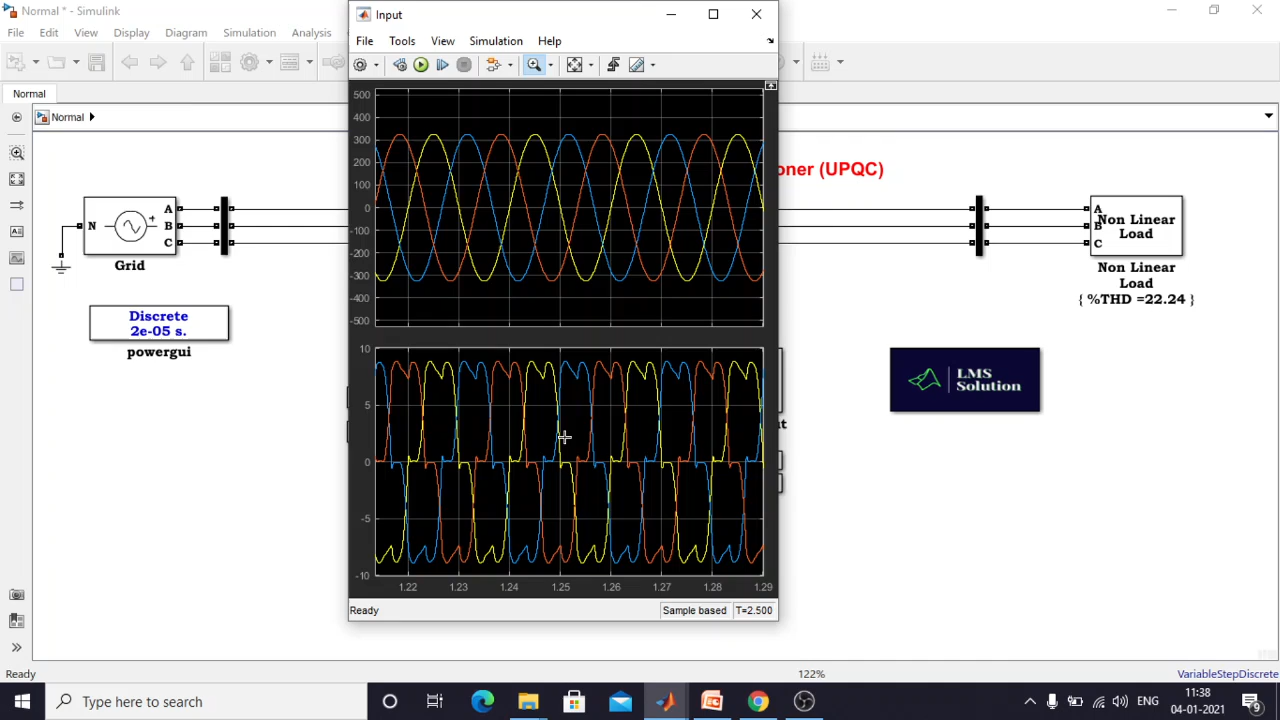 Normal * - Simulink
File Edit View Display Diagram Simulation Analysis
Normal
Normal
Input
File Tools View Simulation Help
500
400
300
200
100
0
-100
-200
-300
-400
-500
10
5
0
-5
-10
1.22 1.23 1.24 1.25 1.26 1.27 1.28 1.29
Ready Sample based T=2.500
oner (UPQC)
N
A
B
C
+
Grid
Discrete
2e-05 s.
powergui
A
B
C
Non Linear
Load
Non Linear
Load
{ %THD =22.24 }
LMS
Solution
Ready 122% VariableStepDiscrete
Type here to search
ENG
11:38
04-01-2021
9